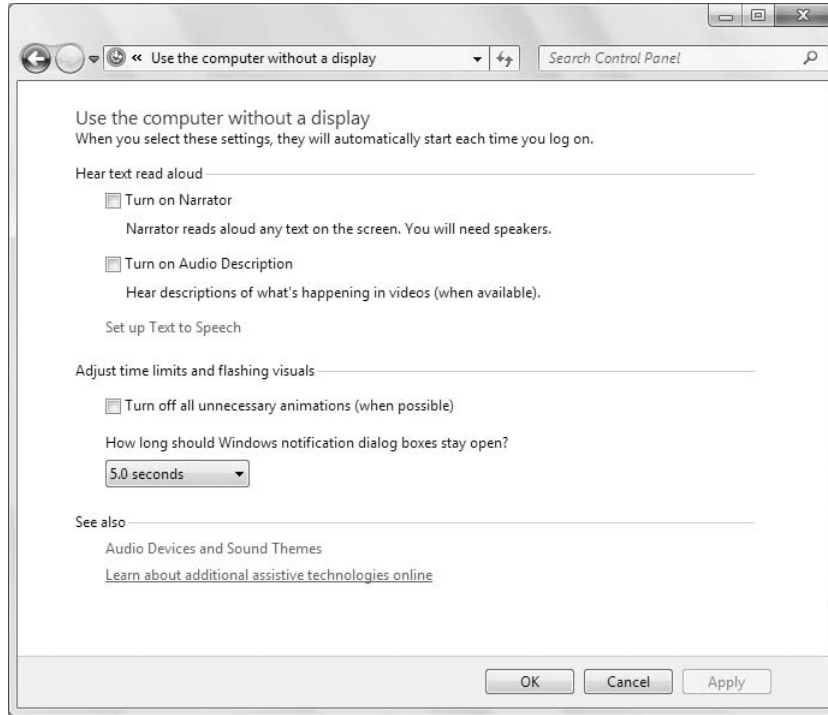 « Use the computer without a display
Search Control Panel
Use the computer without a display
When you select these settings, they will automatically start each time you log on.
Hear text read aloud
Turn on Narrator
Narrator reads aloud any text on the screen. You will need speakers.
Turn on Audio Description
Hear descriptions of what's happening in videos (when available).
Set up Text to Speech
Adjust time limits and flashing visuals
Turn off all unnecessary animations (when possible)
How long should Windows notification dialog boxes stay open?
5.0 seconds
See also
Audio Devices and Sound Themes
Learn about additional assistive technologies online
OK Cancel Apply